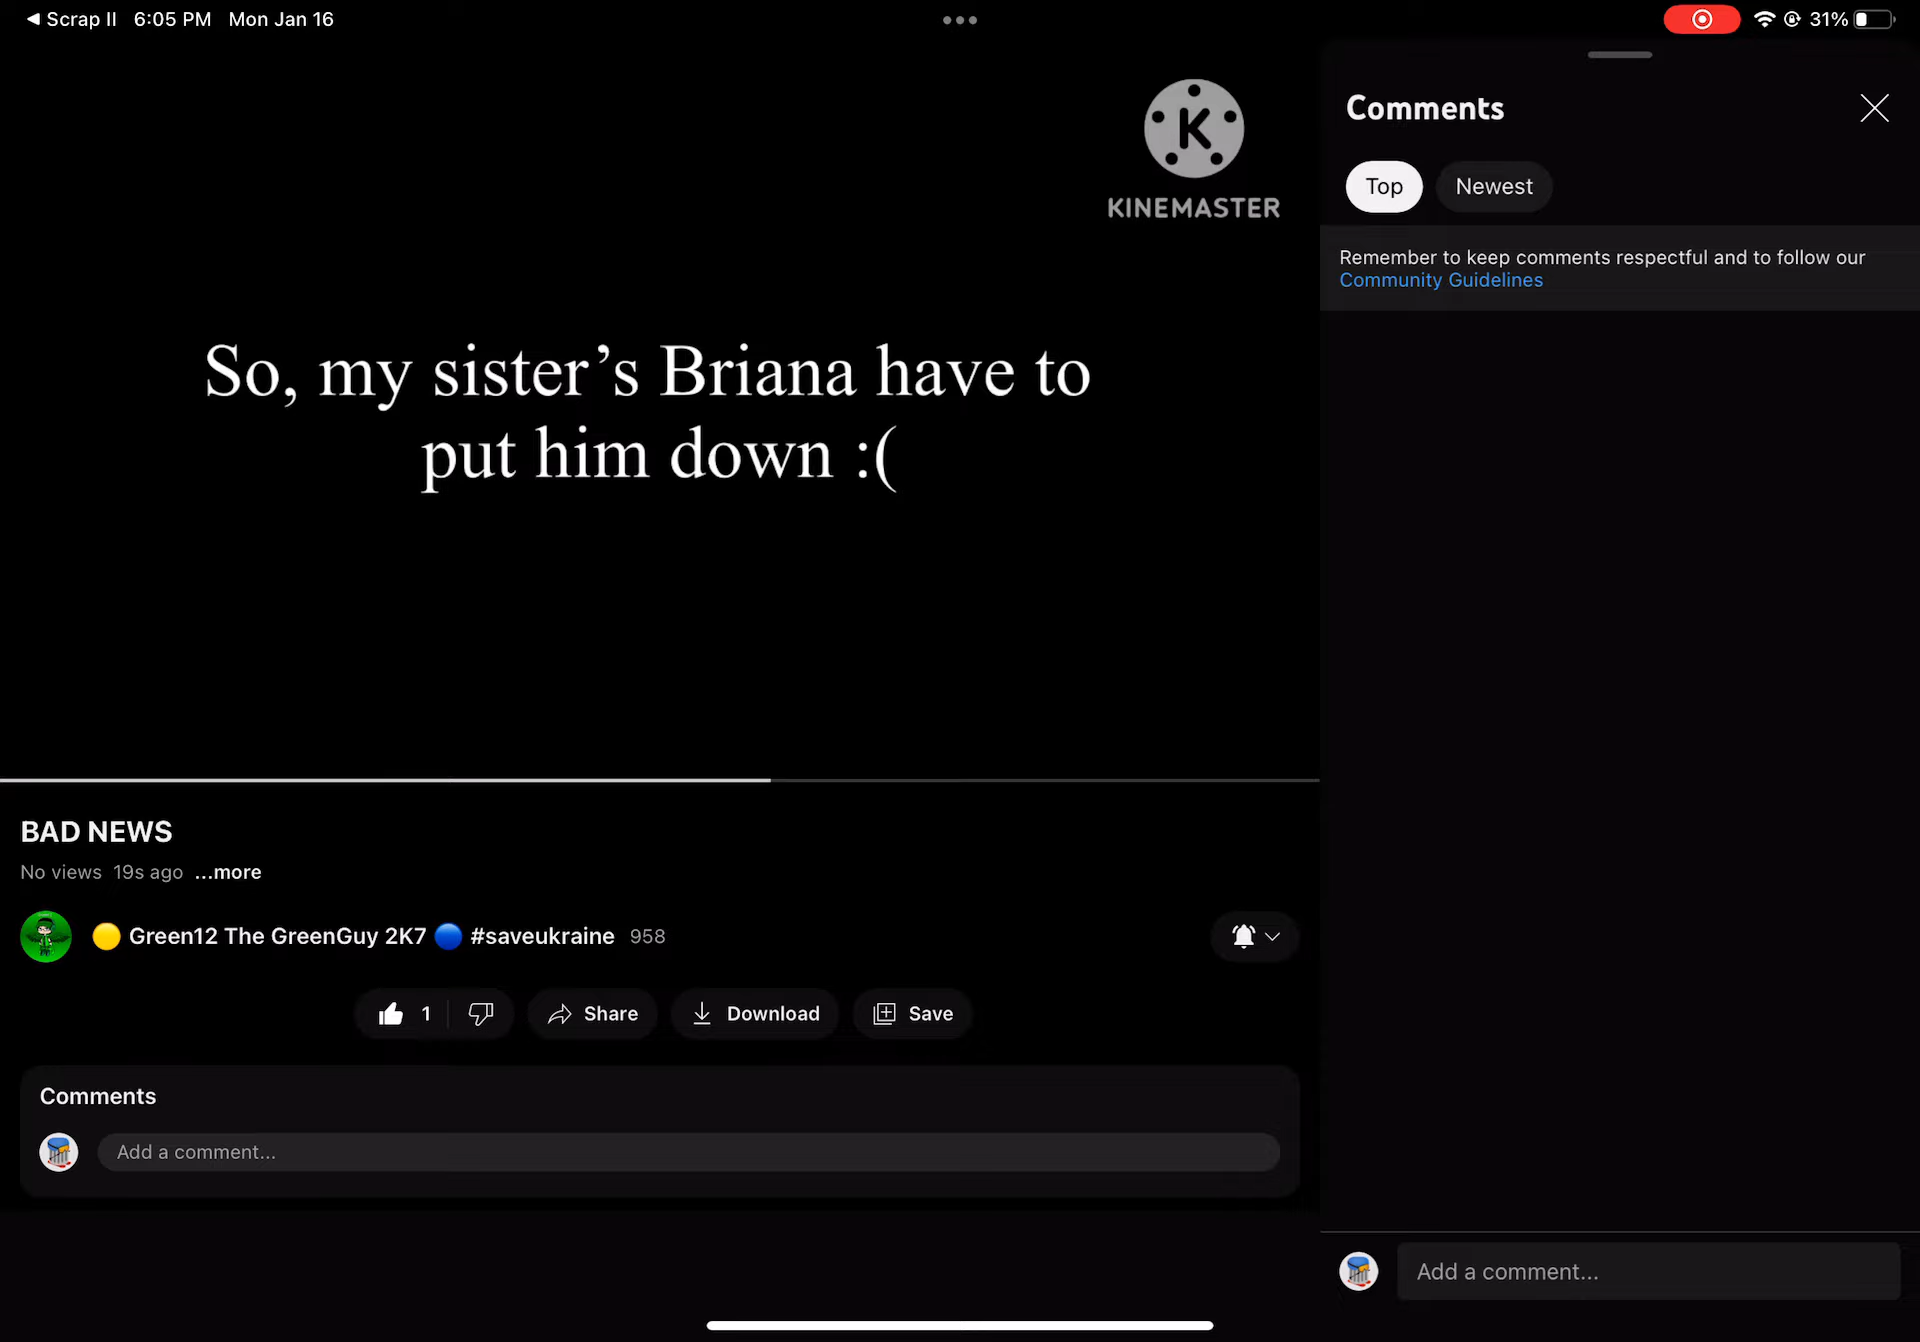 ◀ Scrap II 6:05 PM Mon Jan 16
31%
K
KINEMASTER
So, my sister’s Briana have to
put him down :(
BAD NEWS
No views 19s ago ...more
🟡 Green12 The GreenGuy 2K7 🔵 #saveukraine 958
1 Share Download Save
Comments
Add a comment...
Comments
Top Newest
Remember to keep comments respectful and to follow our
Community Guidelines
Add a comment...